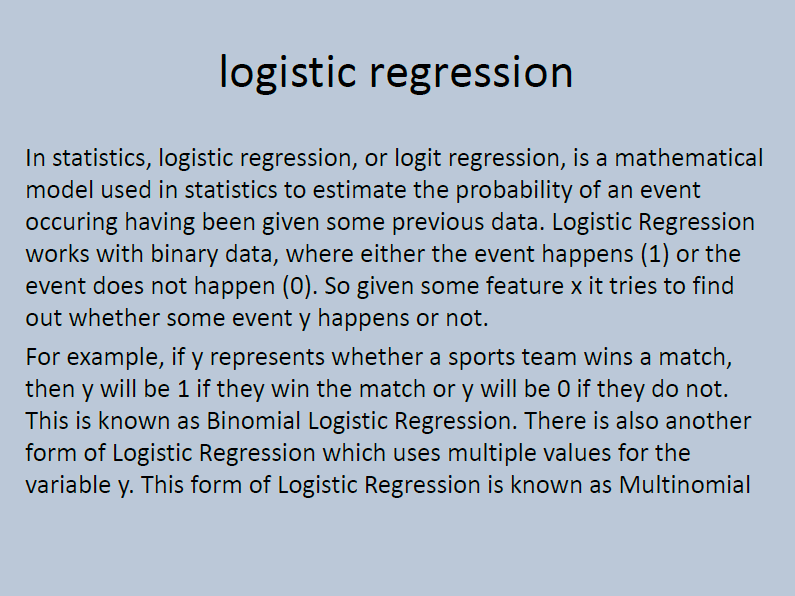 logistic regression
In statistics, logistic regression, or logit regression, is a mathematical
model used in statistics to estimate the probability of an event
occuring having been given some previous data. Logistic Regression
works with binary data, where either the event happens (1) or the
event does not happen (0). So given some feature x it tries to find
out whether some event y happens or not.
For example, if y represents whether a sports team wins a match,
then y will be 1 if they win the match or y will be 0 if they do not.
This is known as Binomial Logistic Regression. There is also another
form of Logistic Regression which uses multiple values for the
variable y. This form of Logistic Regression is known as Multinomial